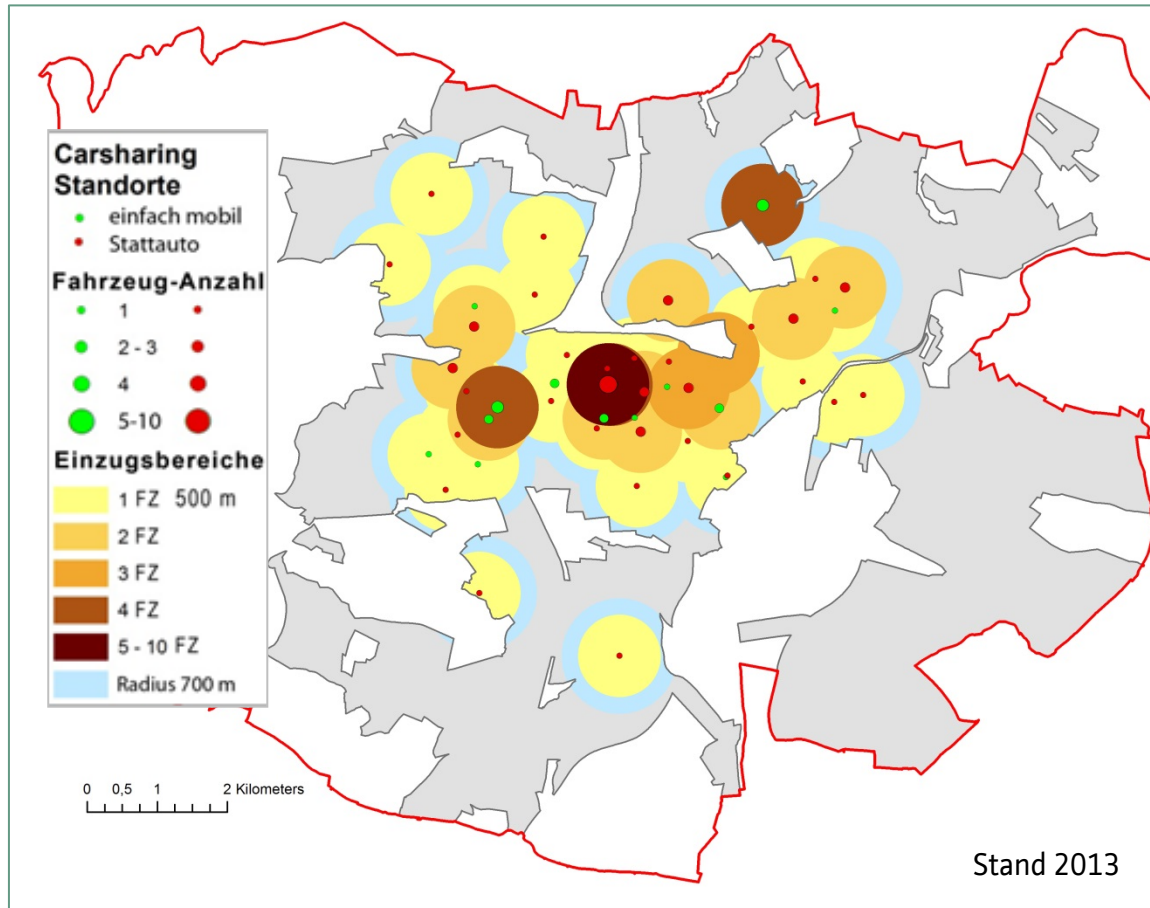 Carsharing
Standorte
einfach mobil
Stattauto
Fahrzeug-Anzahl
1
2 - 3
4
5-10
Einzugsbereiche
1 FZ 500 m
2 FZ
3 FZ
4 FZ
5 - 10 FZ
Radius 700 m
0 0,5 1 2 Kilometers
Stand 2013